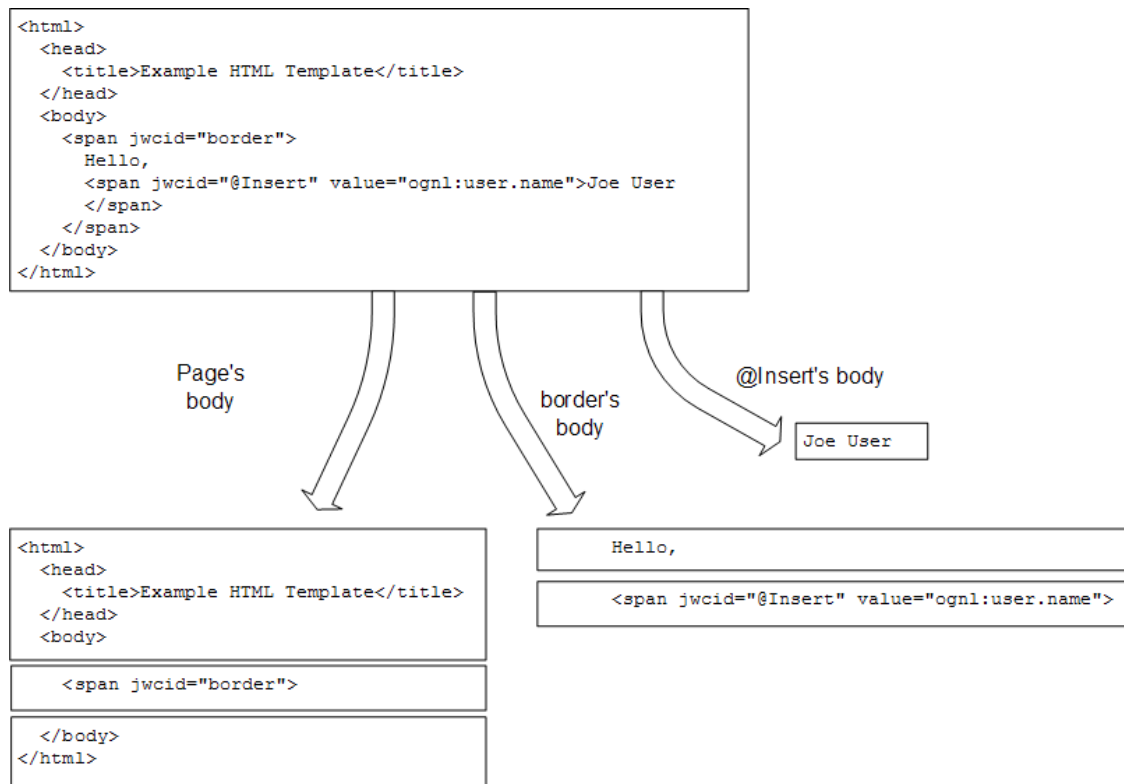 <html>
  <head>
    <title>Example HTML Template</title>
  </head>
  <body>
    <span jwcid="border">
      Hello,
      <span jwcid="@Insert" value="ognl:user.name">Joe User
      </span>
    </span>
  </body>
</html>
Page's
body
border's
body
@Insert's body
Joe User
<html>
  <head>
    <title>Example HTML Template</title>
  </head>
  <body>
    <span jwcid="border">
  </body>
</html>
Hello,
<span jwcid="@Insert" value="ognl:user.name">